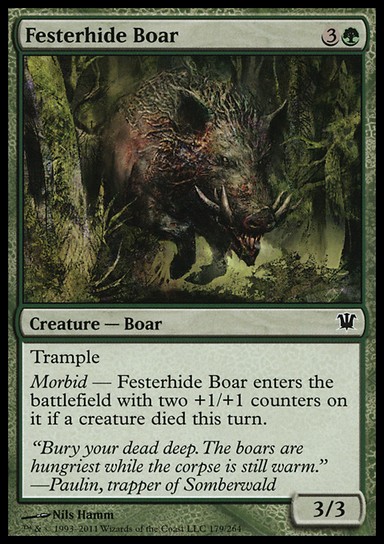 Festerhide Boar 3
Creature — Boar
Trample
Morbid — Festerhide Boar enters the
battlefield with two +1/+1 counters on
it if a creature died this turn.
“Bury your dead deep. The boars are
hungriest while the corpse is still warm.”
—Paulin, trapper of Somberwald
3/3
Nils Hamm
™ & © 1993–2011 Wizards of the Coast LLC 179/264